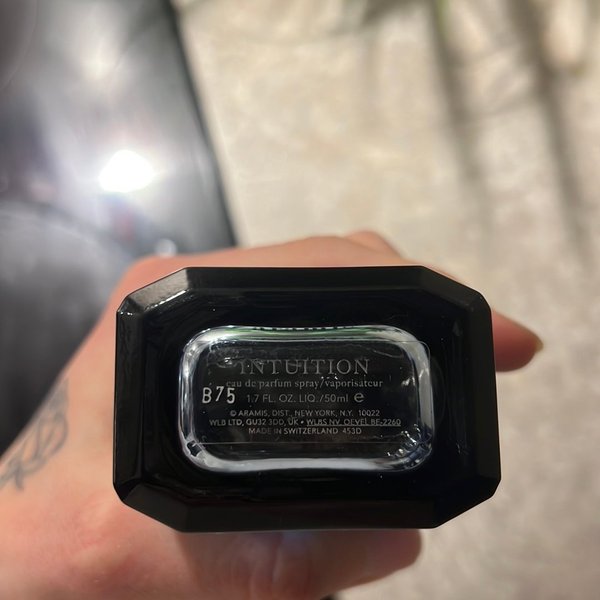 INTUITION
eau de parfum spray/vaporisateur
B75 1.7 FL. OZ. LIQ./50ml e
© ARAMIS, DIST., NEW YORK, N.Y. 10022
WLB LTD, GU32 3DD, UK • WLBS NV, OEVEL BE-2260
MADE IN SWITZERLAND 453D